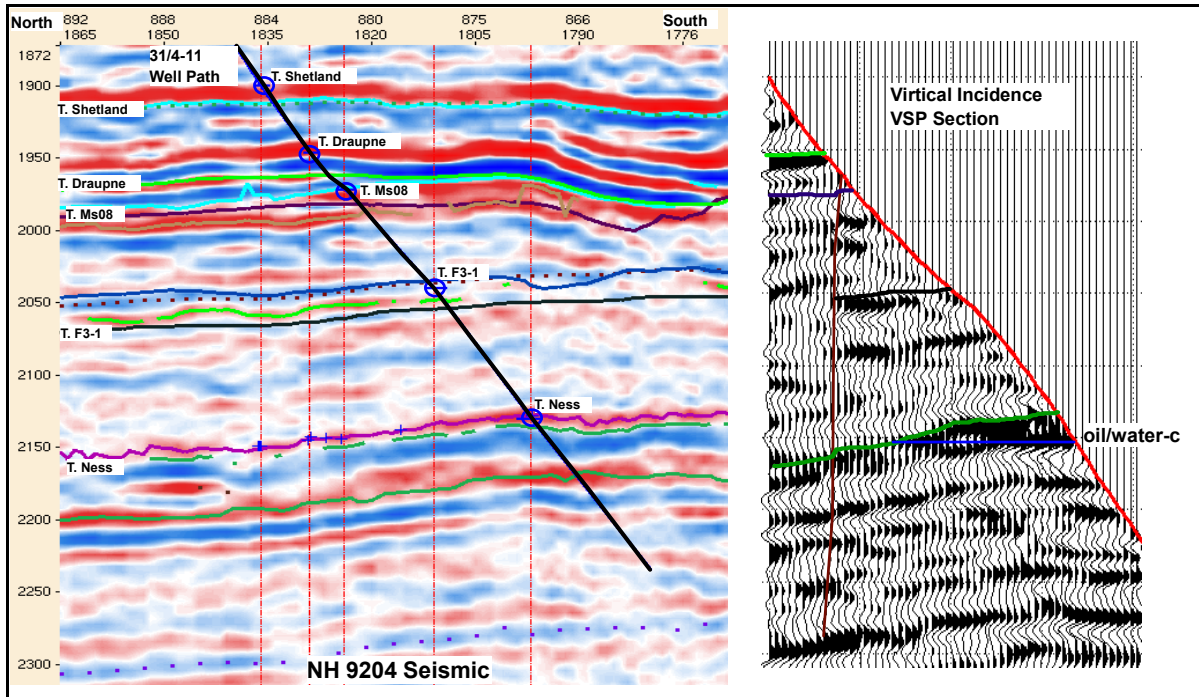 North 892 888 884 880 875 866 South
1865 1850 1835 1820 1805 1790 1776
1872
1900
1950
2000
2050
2100
2150
2200
2250
2300
31/4-11
Well Path
T. Shetland
T. Shetland
T. Draupne
T. Draupne
T. Ms08
T. Ms08
T. F3-1
T. F3-1
T. Ness
T. Ness
NH 9204 Seismic
Virtical Incidence
VSP Section
oil/water-c